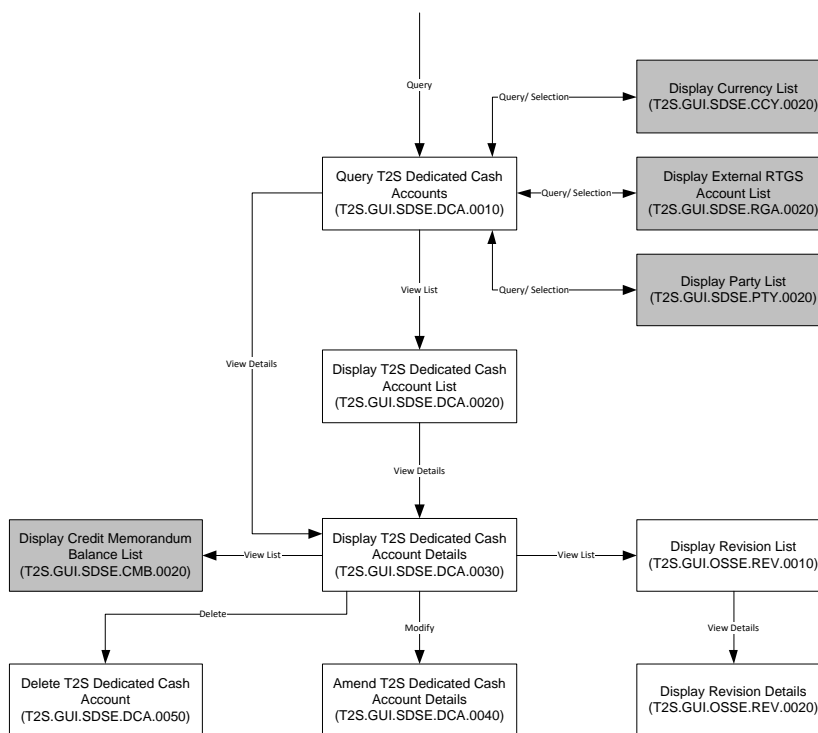 Query
Display Currency List
(T2S.GUI.SDSE.CCY.0020)
Query/ Selection
Query T2S Dedicated Cash
Accounts
(T2S.GUI.SDSE.DCA.0010)
Query/ Selection
Display External RTGS
Account List
(T2S.GUI.SDSE.RGA.0020)
Query/ Selection
Display Party List
(T2S.GUI.SDSE.PTY.0020)
View List
View Details
Display T2S Dedicated Cash
Account List
(T2S.GUI.SDSE.DCA.0020)
View Details
Display Credit Memorandum
Balance List
(T2S.GUI.SDSE.CMB.0020)
View List
Display T2S Dedicated Cash
Account Details
(T2S.GUI.SDSE.DCA.0030)
View List
Display Revision List
(T2S.GUI.OSSE.REV.0010)
Delete
Modify
View Details
Delete T2S Dedicated Cash
Account
(T2S.GUI.SDSE.DCA.0050)
Amend T2S Dedicated Cash
Account Details
(T2S.GUI.SDSE.DCA.0040)
Display Revision Details
(T2S.GUI.OSSE.REV.0020)